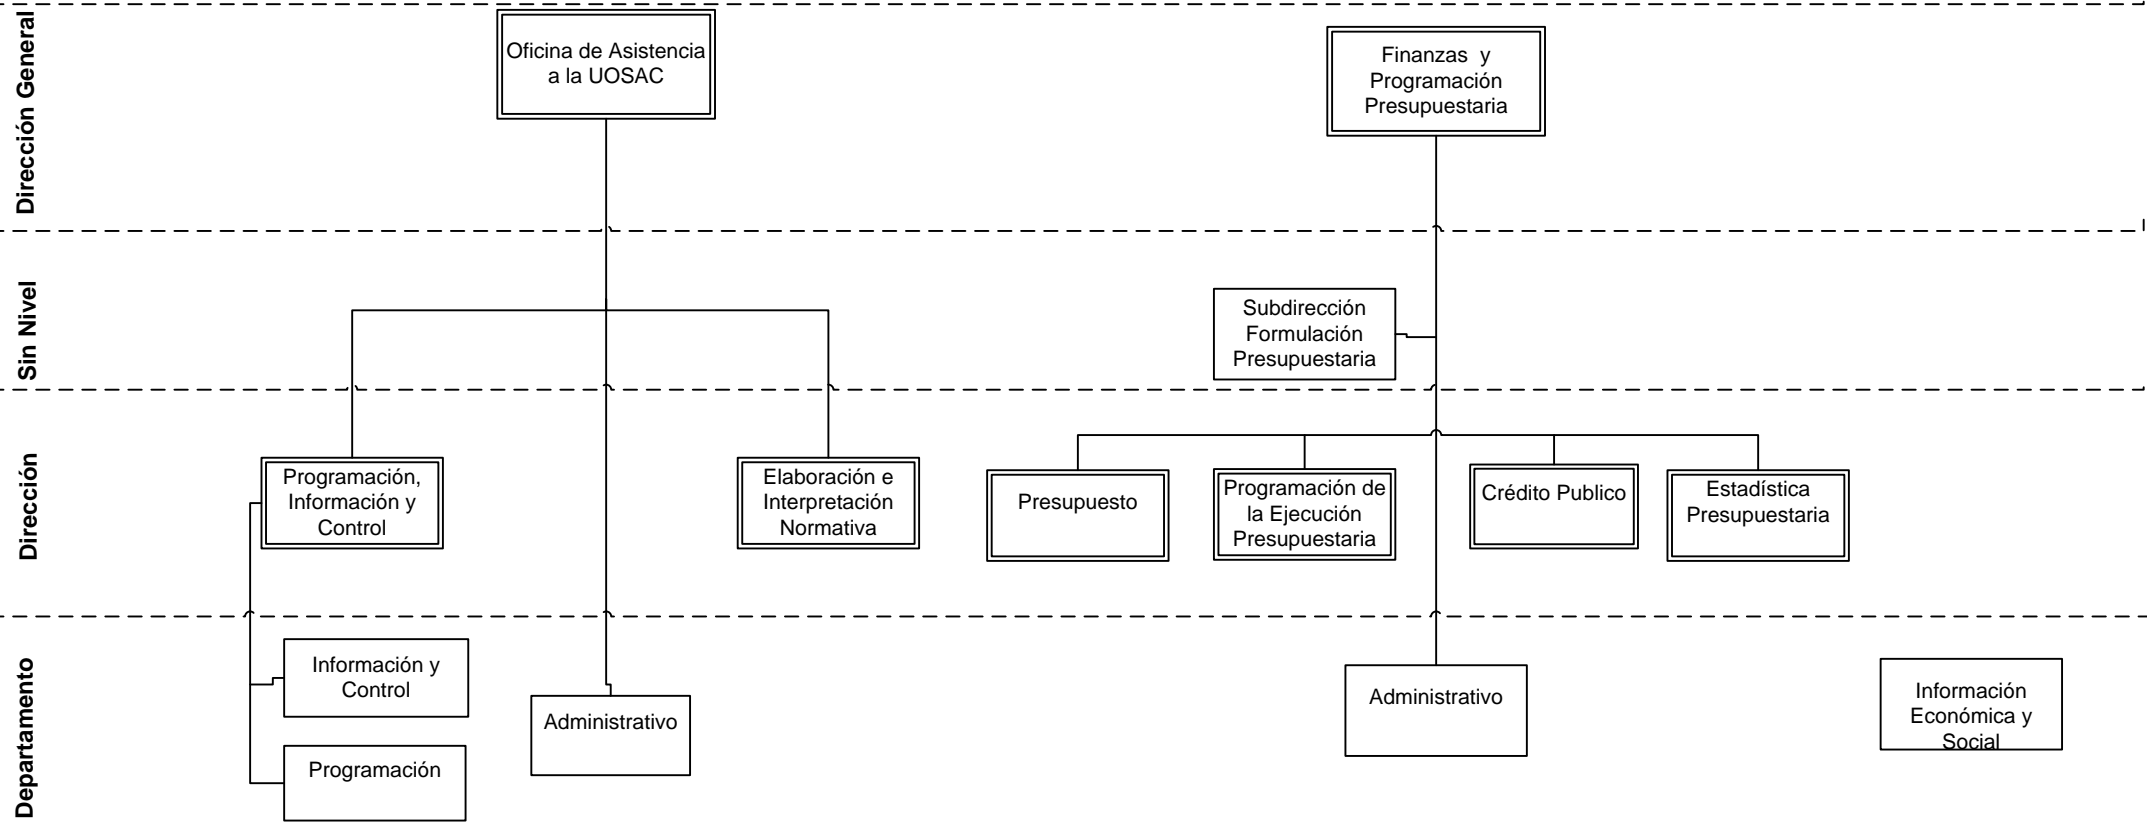 Dirección General
Oficina de Asistencia
a la UOSAC
Finanzas y
Programación
Presupuestaria
Sin Nivel
Subdirección
Formulación
Presupuestaria
Dirección
Programación,
Información y
Control
Elaboración e
Interpretación
Normativa
Presupuesto
Programación de
la Ejecución
Presupuestaria
Crédito Publico
Estadística
Presupuestaria
Departamento
Información y
Control
Programación
Administrativo
Administrativo
Información
Económica y
Social